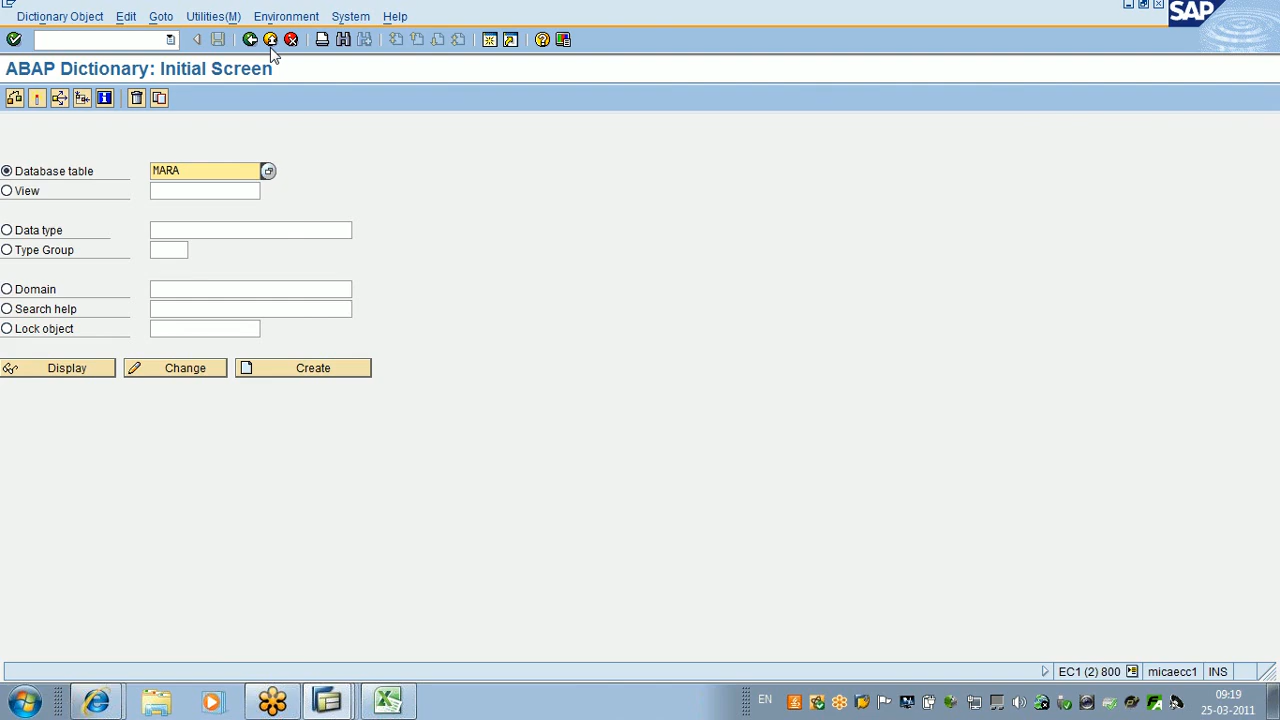 Dictionary Object Edit Goto Utilities(M) Environment System Help
SAP
ABAP Dictionary: Initial Screen
Database table MARA
View
Data type
Type Group
Domain
Search help
Lock object
Display Change Create
EC1 (2) 800 micaecc1 INS
EN 09:19
25-03-2011